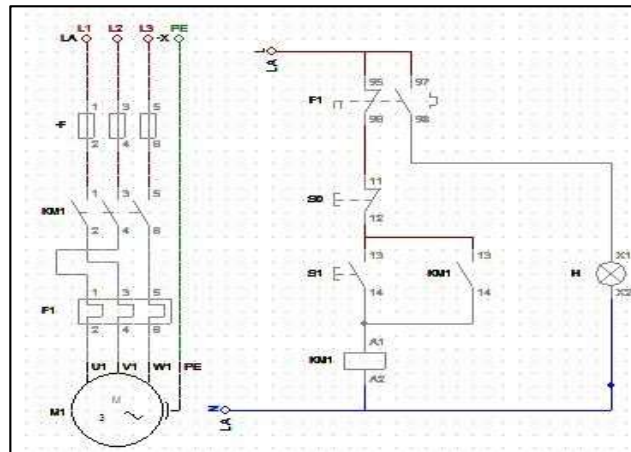 L1 L2 L3 -X PE
LA
L
LA
1 3 5
-F
2 4 6
95 97
F1
96 98
1 3 5
KM1
2 4 6
11
S0
12
13 13
S1 KM1
14 14
X1
H
X2
1 3 5
F1
2 4 6
A1
KM1
A2
U1 V1 W1 PE
M
M1
3
N
LA